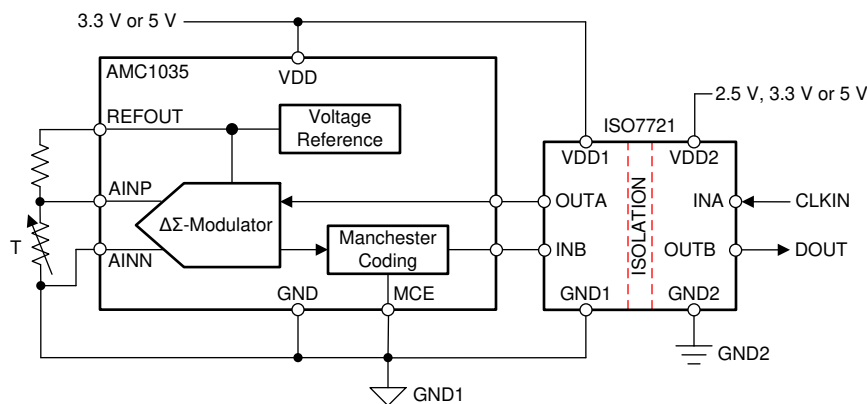 3.3 V or 5 V
AMC1035
VDD
2.5 V, 3.3 V or 5 V
REFOUT
Voltage
Reference
ISO7721
VDD1
VDD2
AINP
ΔΣ-Modulator
OUTA
ISOLATION
INA
CLKIN
T
AINN
Manchester
Coding
INB
OUTB
DOUT
GND
MCE
GND1
GND2
GND1
GND2